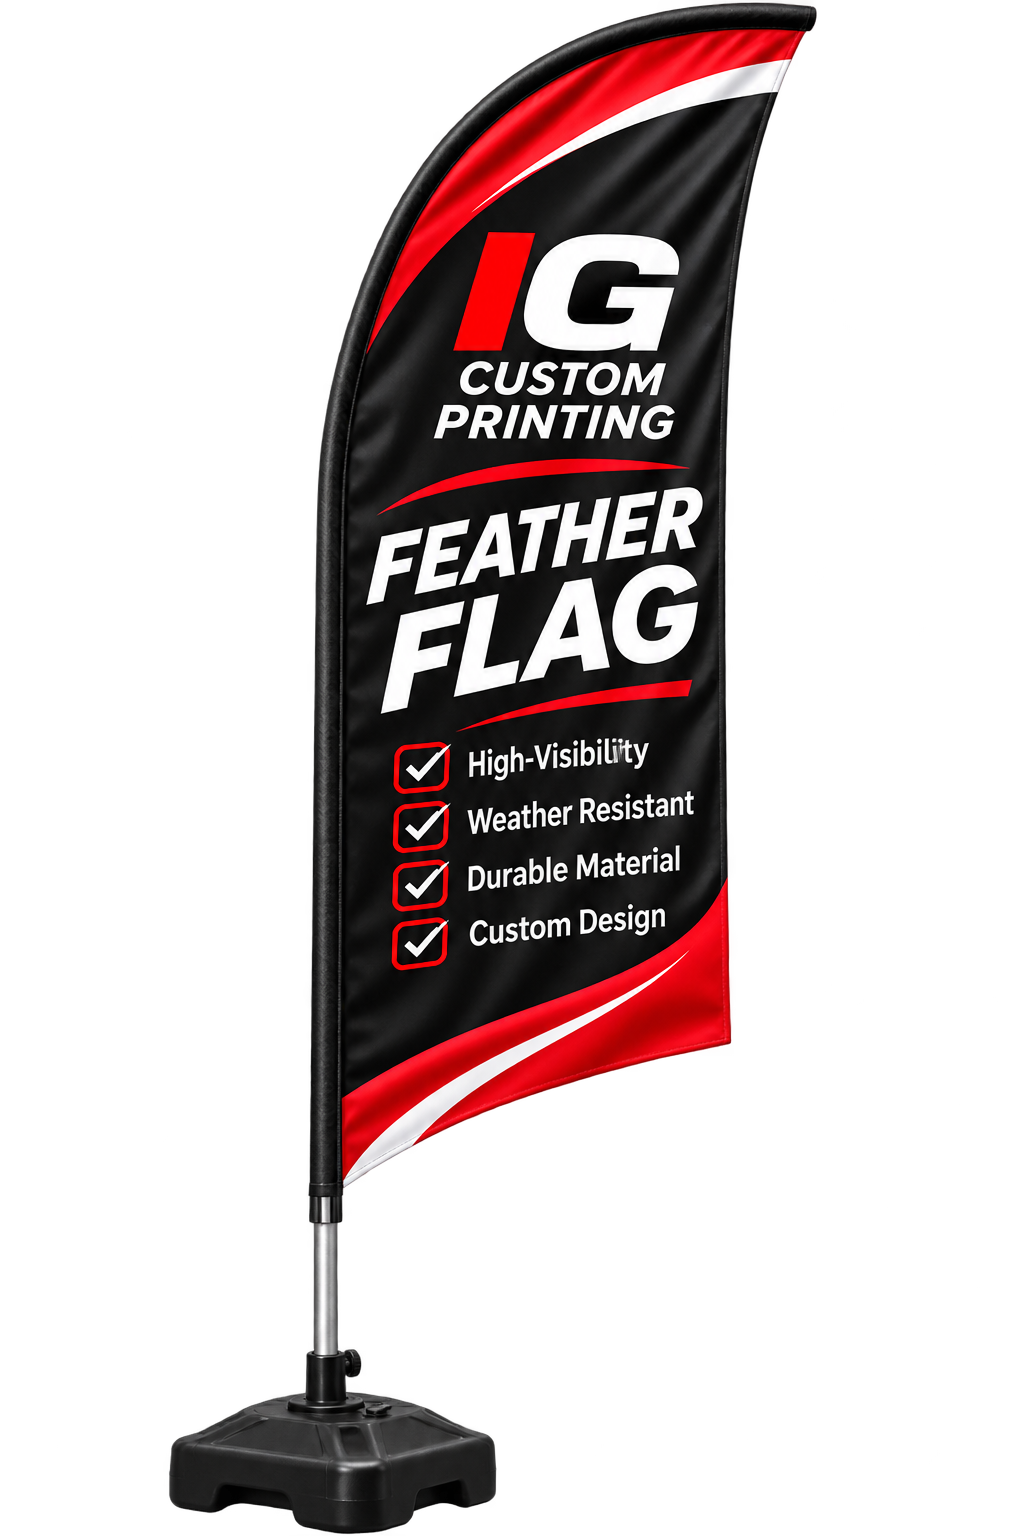 IG
CUSTOM
PRINTING
FEATHER
FLAG
High-Visibility
Weather Resistant
Durable Material
Custom Design